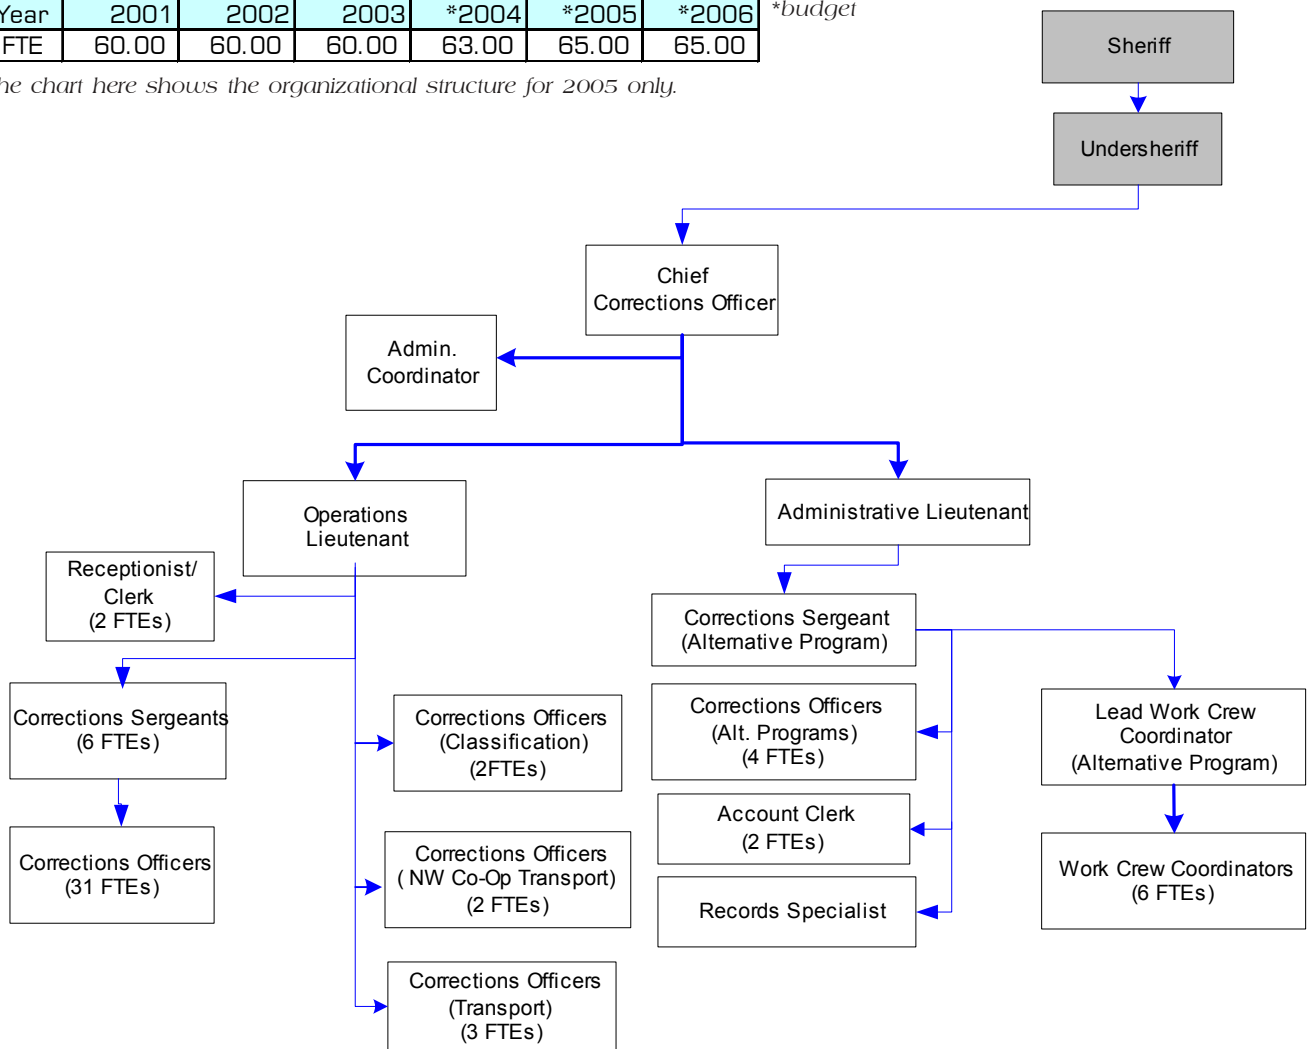 Year 2001 2002 2003 *2004 *2005 *2006 *budget
FTE 60.00 60.00 60.00 63.00 65.00 65.00
he chart here shows the organizational structure for 2005 only.
Sheriff
Undersheriff
Chief
Corrections Officer
Admin.
Coordinator
Operations
Lieutenant
Administrative Lieutenant
Receptionist/
Clerk
(2 FTEs)
Corrections Sergeants
(6 FTEs)
Corrections Officers
(31 FTEs)
Corrections Officers
(Classification)
(2FTEs)
Corrections Officers
( NW Co-Op Transport)
(2 FTEs)
Corrections Officers
(Transport)
(3 FTEs)
Corrections Sergeant
(Alternative Program)
Corrections Officers
(Alt. Programs)
(4 FTEs)
Account Clerk
(2 FTEs)
Records Specialist
Lead Work Crew
Coordinator
(Alternative Program)
Work Crew Coordinators
(6 FTEs)